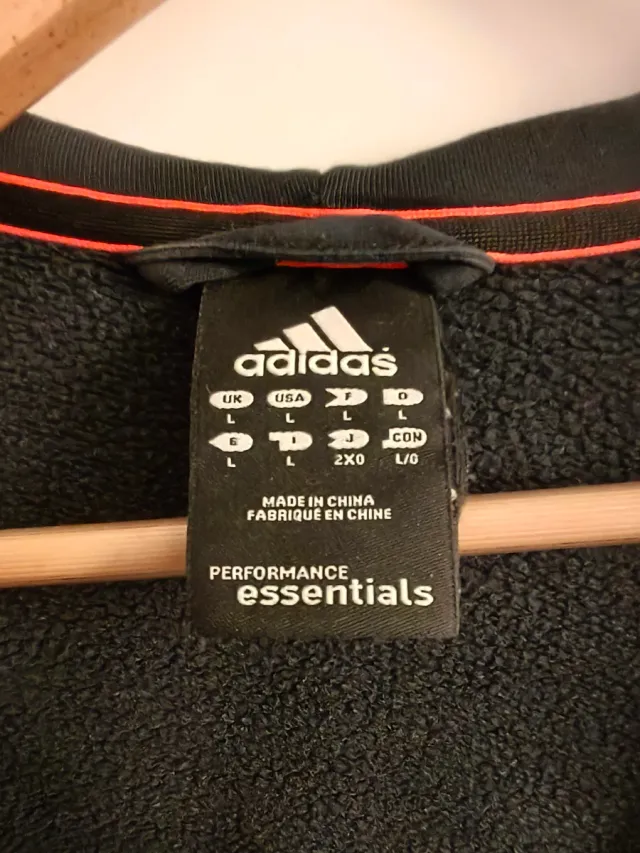 adidas
UK USA F D
L L L L
E I J CON
L L 2XO L/G
MADE IN CHINA
FABRIQUÉ EN CHINE
PERFORMANCE
essentials